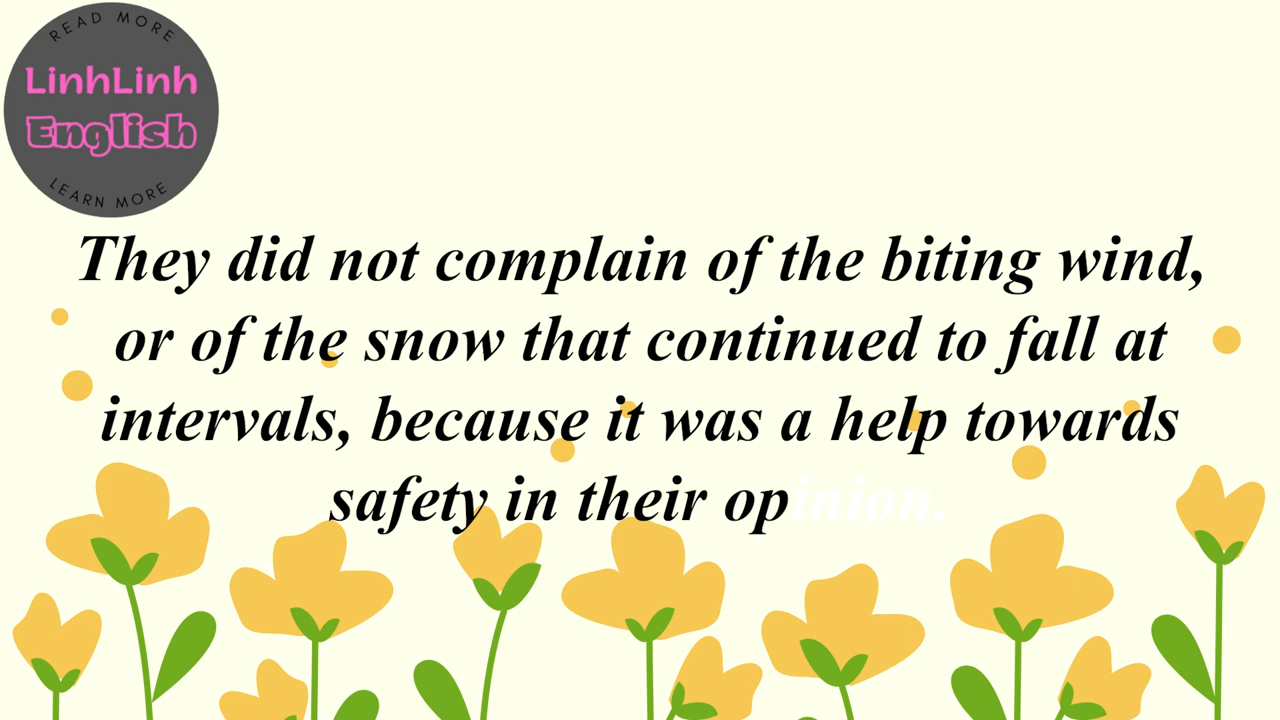 READ MORE
LinhLinh
English
LEARN MORE
They did not complain of the biting wind,
or of the snow that continued to fall at
intervals, because it was a help towards
safety in their opinion.